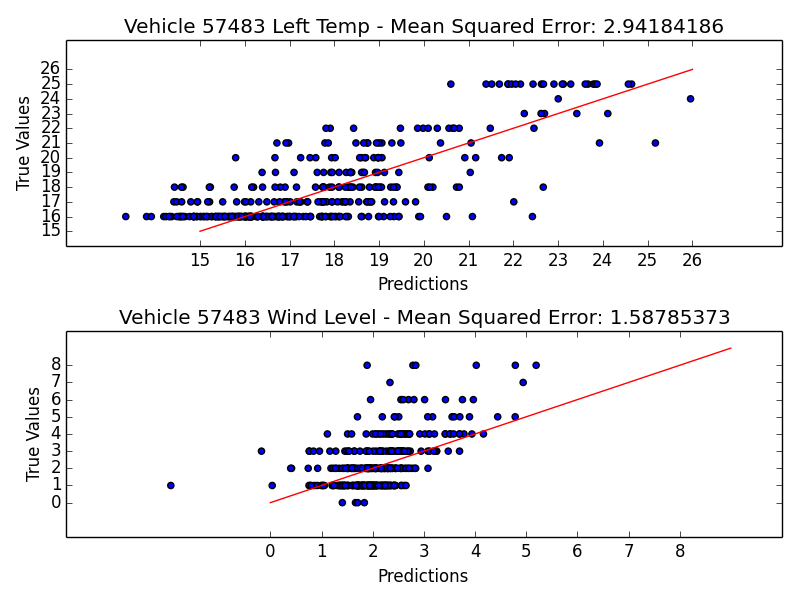 Vehicle 57483 Left Temp - Mean Squared Error: 2.94184186
True Values
26
25
24
23
22
21
20
19
18
17
16
15
15 16 17 18 19 20 21 22 23 24 25 26
Predictions
Vehicle 57483 Wind Level - Mean Squared Error: 1.58785373
True Values
8
7
6
5
4
3
2
1
0
0 1 2 3 4 5 6 7 8
Predictions